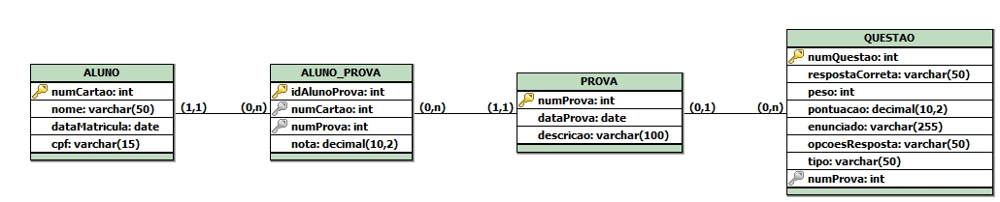 ALUNO
numCartao: int
nome: varchar(50)
dataMatricula: date
cpf: varchar(15)
(1,1)
(0,n)
ALUNO_PROVA
idAlunoProva: int
numCartao: int
numProva: int
nota: decimal(10,2)
(0,n)
(1,1)
PROVA
numProva: int
dataProva: date
descricao: varchar(100)
(0,1)
(0,n)
QUESTAO
numQuestao: int
respostaCorreta: varchar(50)
peso: int
pontuacao: decimal(10,2)
enunciado: varchar(255)
opcoesResposta: varchar(50)
tipo: varchar(50)
numProva: int